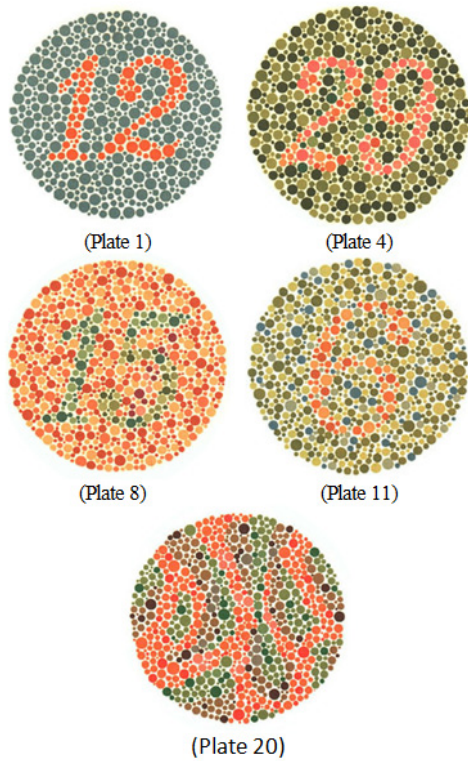 12 29
(Plate 1) (Plate 4)
15 6
(Plate 8) (Plate 11)
(Plate 20)